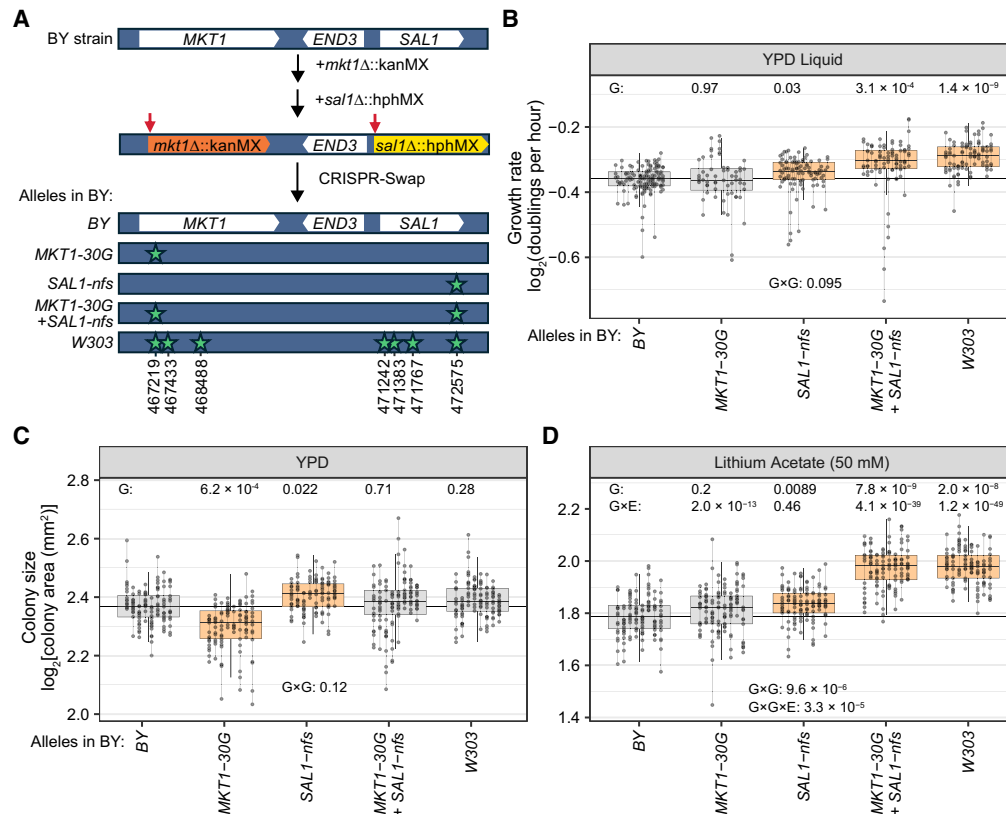 A
BY strain
MKT1 END3 SAL1
+mkt1Δ::kanMX
+sal1Δ::hphMX
mkt1Δ::kanMX END3 sal1Δ::hphMX
CRISPR-Swap
Alleles in BY:
BY MKT1 END3 SAL1
MKT1-30G
SAL1-nfs
MKT1-30G
+SAL1-nfs
W303
467219 467433 468488 471242 471383 471767 472575
B
YPD Liquid
G: 0.97 0.03 3.1 × 10⁻⁴ 1.4 × 10⁻⁹
Growth rate
log₂(doublings per hour)
−0.2
−0.4
−0.6
G×G: 0.095
Alleles in BY: BY MKT1−30G SAL1−nfs MKT1−30G + SAL1−nfs W303
C
YPD
G: 6.2 × 10⁻⁴ 0.022 0.71 0.28
Colony size
log₂[colony area (mm²)]
2.8
2.6
2.4
2.2
2.0
G×G: 0.12
Alleles in BY: BY MKT1−30G SAL1−nfs MKT1−30G + SAL1−nfs W303
D
Lithium Acetate (50 mM)
G: 0.2 0.0089 7.8 × 10⁻⁹ 2.0 × 10⁻⁸
G×E: 2.0 × 10⁻¹³ 0.46 4.1 × 10⁻³⁹ 1.2 × 10⁻⁴⁹
2.2
2.0
1.8
1.6
1.4
G×G: 9.6 × 10⁻⁶
G×G×E: 3.3 × 10⁻⁵
Alleles in BY: BY MKT1−30G SAL1−nfs MKT1−30G + SAL1−nfs W303